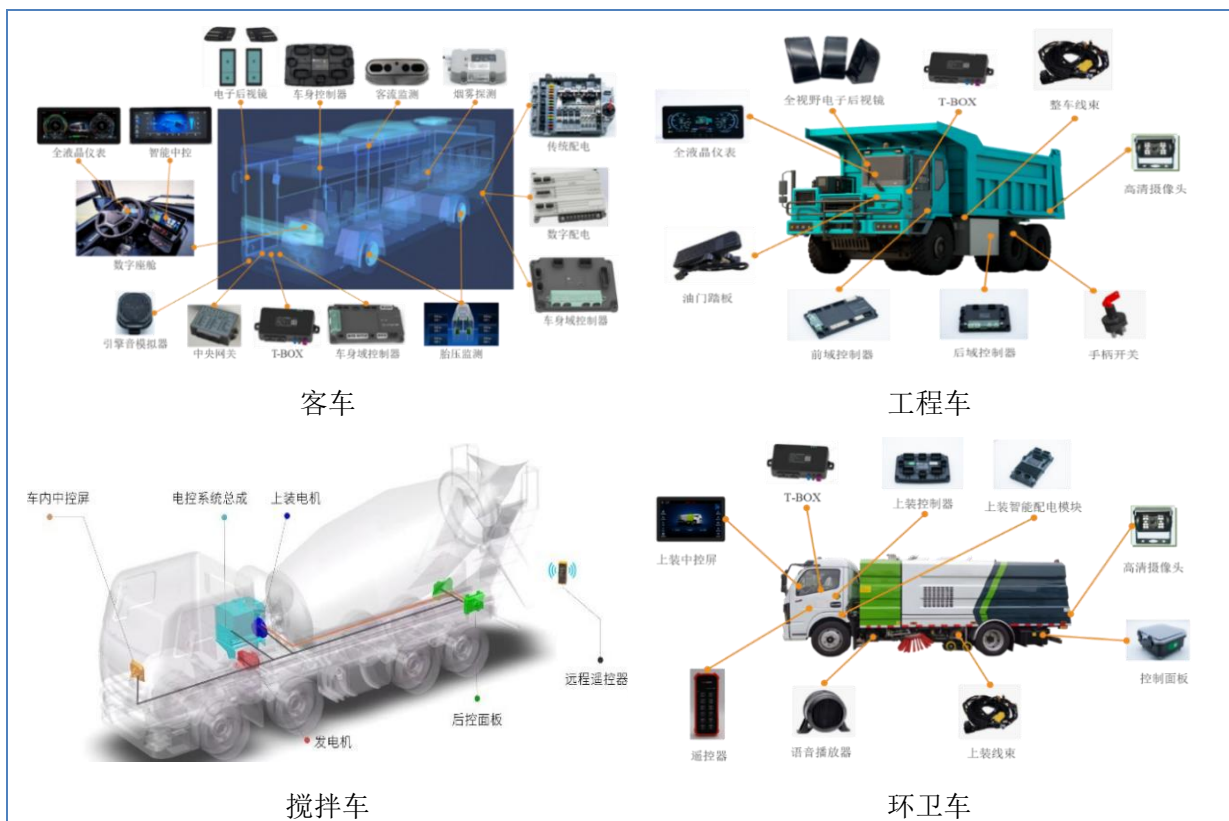 电子后视镜
车身控制器
客流监测
烟雾探测
传统配电
全液晶仪表
智能中控
数字配电
数字座舱
车身域控制器
引擎音模拟器
中央网关
T-BOX
车身域控制器
胎压监测
客车
全视野电子后视镜
T-BOX
整车线束
全液晶仪表
高清摄像头
油门踏板
前域控制器
后域控制器
手柄开关
工程车
车内中控屏
电控系统总成
上装电机
远程遥控器
后控面板
发电机
搅拌车
T-BOX
上装控制器
上装智能配电模块
上装中控屏
高清摄像头
控制面板
遥控器
语音播放器
上装线束
环卫车